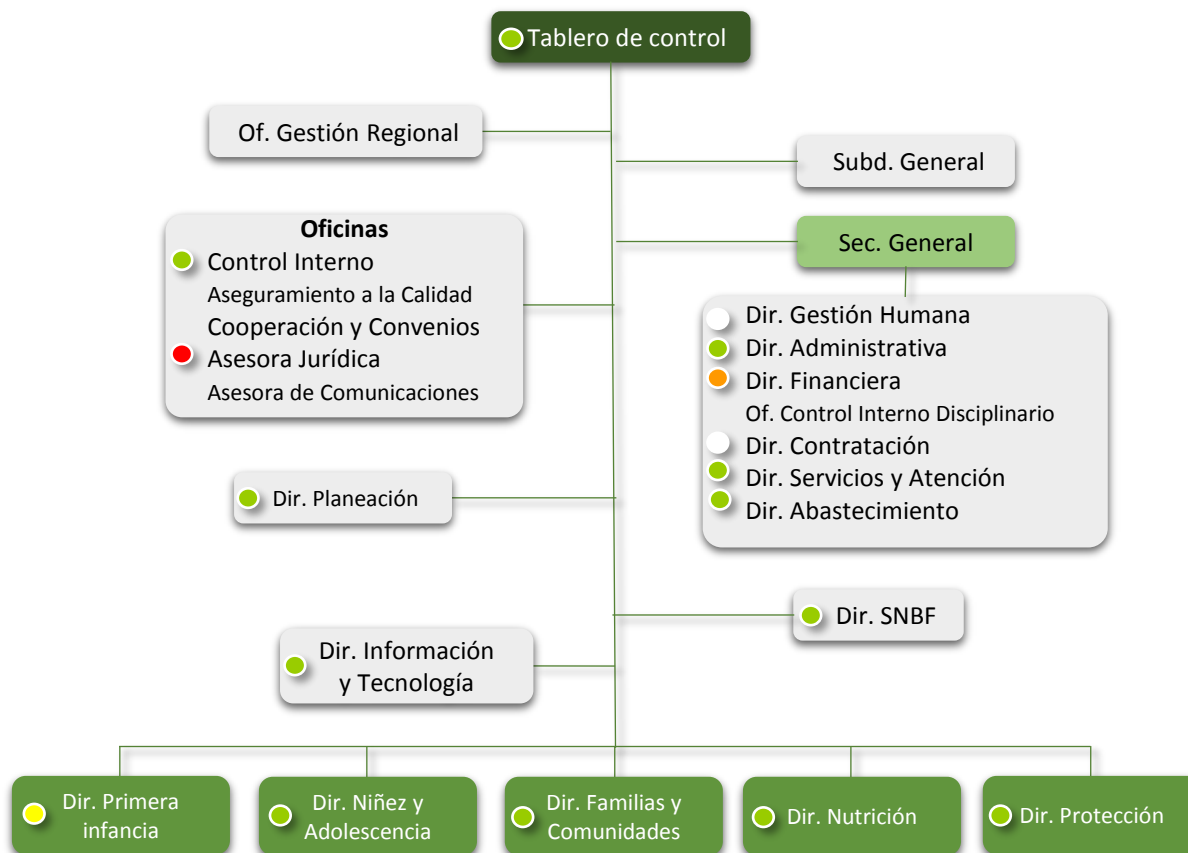 Tablero de control
Of. Gestión Regional
Subd. General
Oficinas
Control Interno
Aseguramiento a la Calidad
Cooperación y Convenios
Asesora Jurídica
Asesora de Comunicaciones
Sec. General
Dir. Gestión Humana
Dir. Administrativa
Dir. Financiera
Of. Control Interno Disciplinario
Dir. Contratación
Dir. Servicios y Atención
Dir. Abastecimiento
Dir. Planeación
Dir. SNBF
Dir. Información
y Tecnología
Dir. Primera
infancia
Dir. Niñez y
Adolescencia
Dir. Familias y
Comunidades
Dir. Nutrición
Dir. Protección